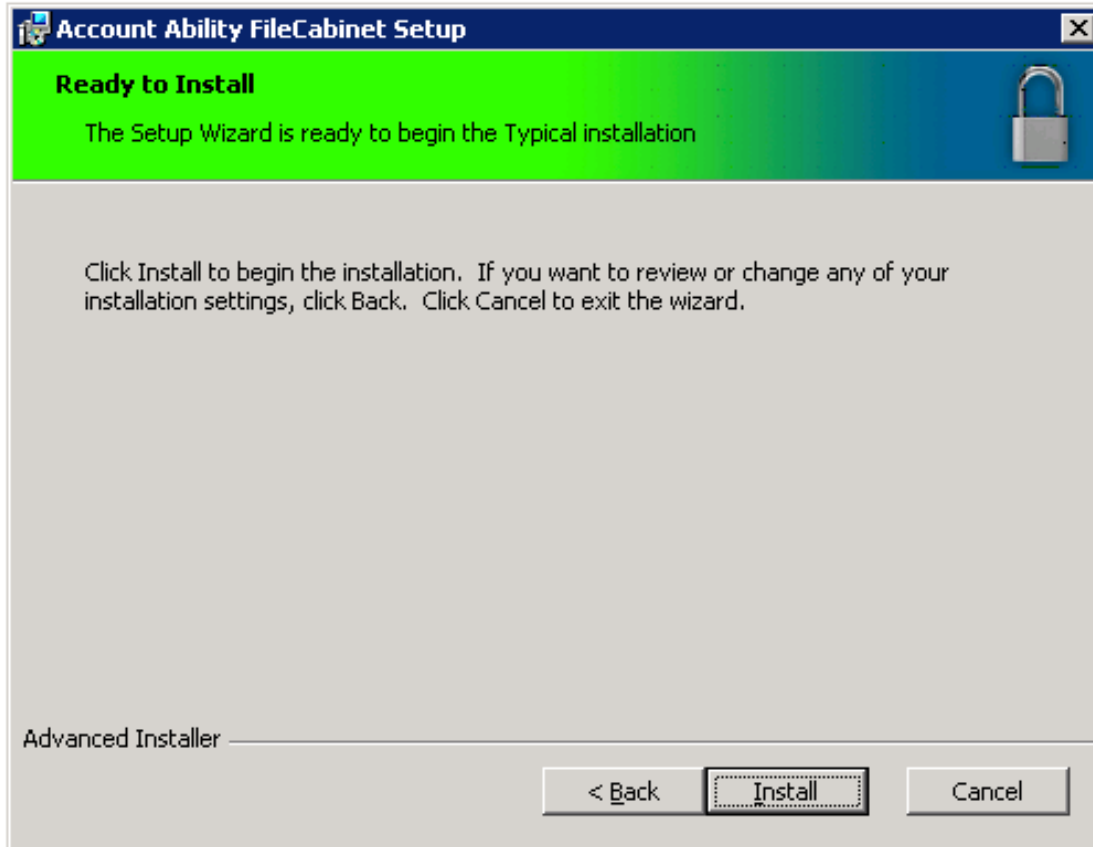 Account Ability FileCabinet Setup
Ready to Install
The Setup Wizard is ready to begin the Typical installation
Click Install to begin the installation.  If you want to review or change any of your
installation settings, click Back.  Click Cancel to exit the wizard.
Advanced Installer
< Back
Install
Cancel